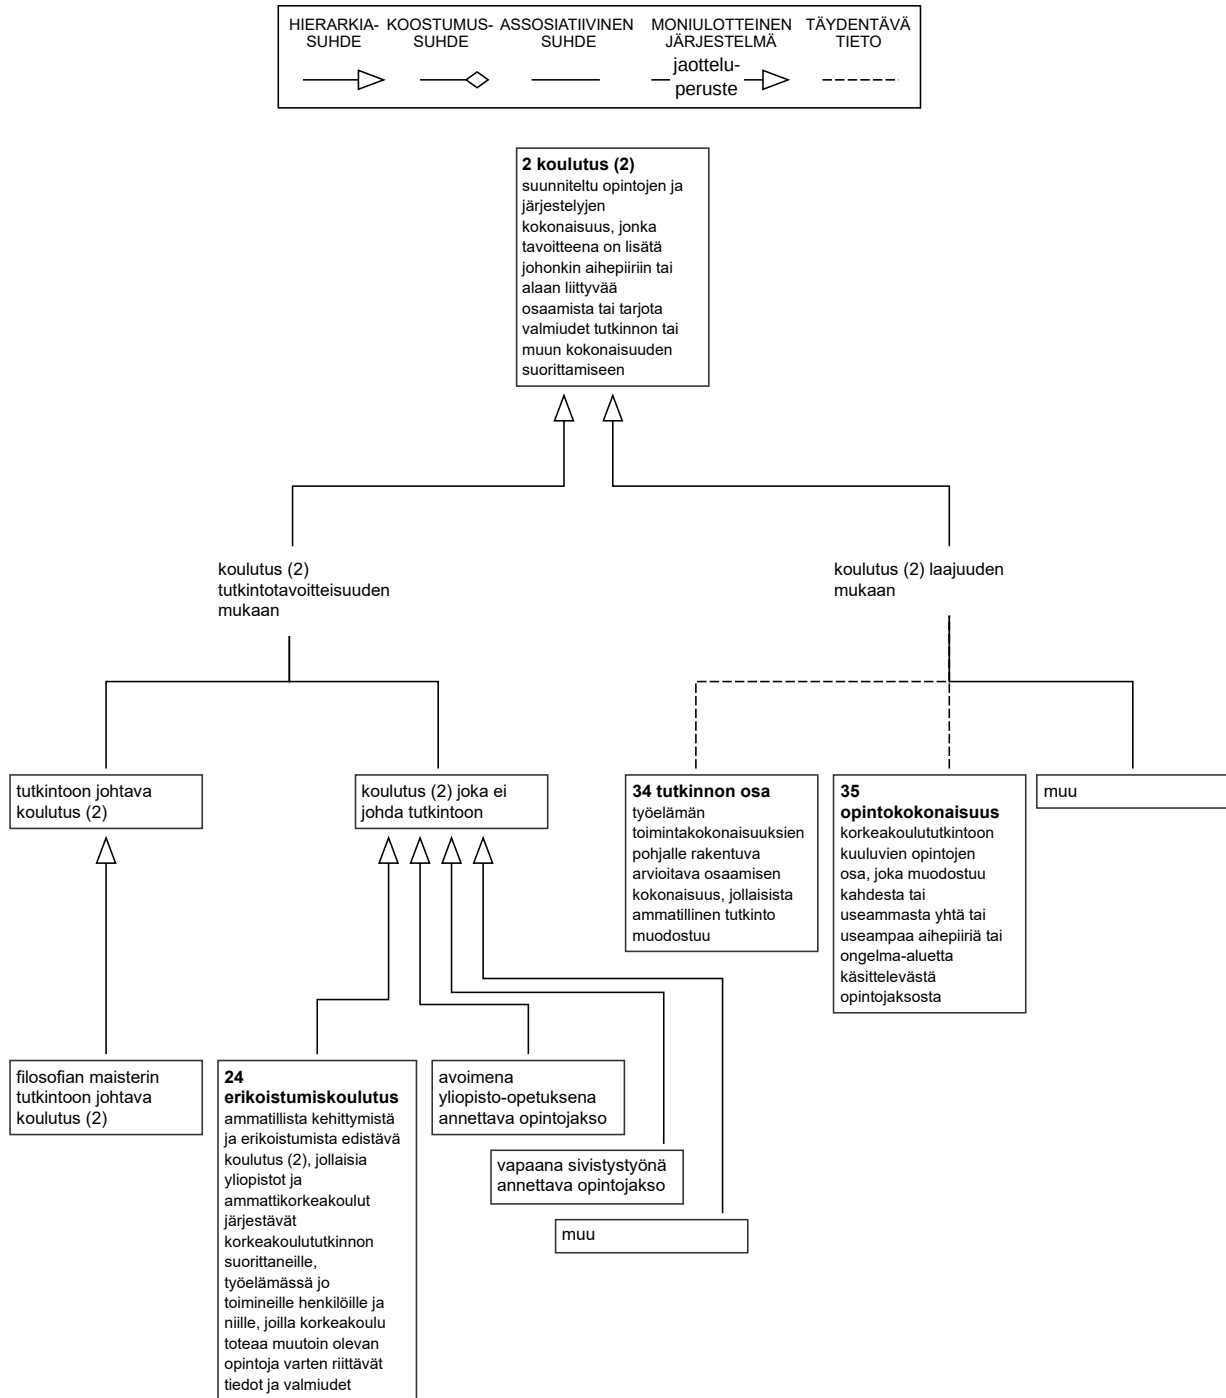 HIERARKIA-
SUHDE
KOOSTUMUS-
SUHDE
ASSOSIATIIVINEN
SUHDE
MONIULOTTEINEN
JÄRJESTELMÄ
TÄYDENTÄVÄ
TIETO
jaottelu-
peruste
2 koulutus (2)
suunniteltu opintojen ja
järjestelyjen
kokonaisuus, jonka
tavoitteena on lisätä
johonkin aihepiiriin tai
alaan liittyvää
osaamista tai tarjota
valmiudet tutkinnon tai
muun kokonaisuuden
suorittamiseen
koulutus (2)
tutkintotavoitteisuuden
mukaan
koulutus (2) laajuuden
mukaan
tutkintoon johtava
koulutus (2)
koulutus (2) joka ei
johda tutkintoon
34 tutkinnon osa
työelämän
toimintakokonaisuuksien
pohjalle rakentuva
arvioitava osaamisen
kokonaisuus, jollaisista
ammatillinen tutkinto
muodostuu
35
opintokokonaisuus
korkeakoulututkintoon
kuuluvien opintojen
osa, joka muodostuu
kahdesta tai
useammasta yhtä tai
useampaa aihepiiriä tai
ongelma-aluetta
käsittelevästä
opintojaksosta
muu
filosofian maisterin
tutkintoon johtava
koulutus (2)
24
erikoistumiskoulutus
ammatillista kehittymistä
ja erikoistumista edistävä
koulutus (2), jollaisia
yliopistot ja
ammattikorkeakoulut
järjestävät
korkeakoulututkinnon
suorittaneille,
työelämässä jo
toimineille henkilöille ja
niille, joilla korkeakoulu
toteaa muutoin olevan
opintoja varten riittävät
tiedot ja valmiudet
avoimena
yliopisto-opetuksena
annettava opintojakso
vapaana sivistystyönä
annettava opintojakso
muu